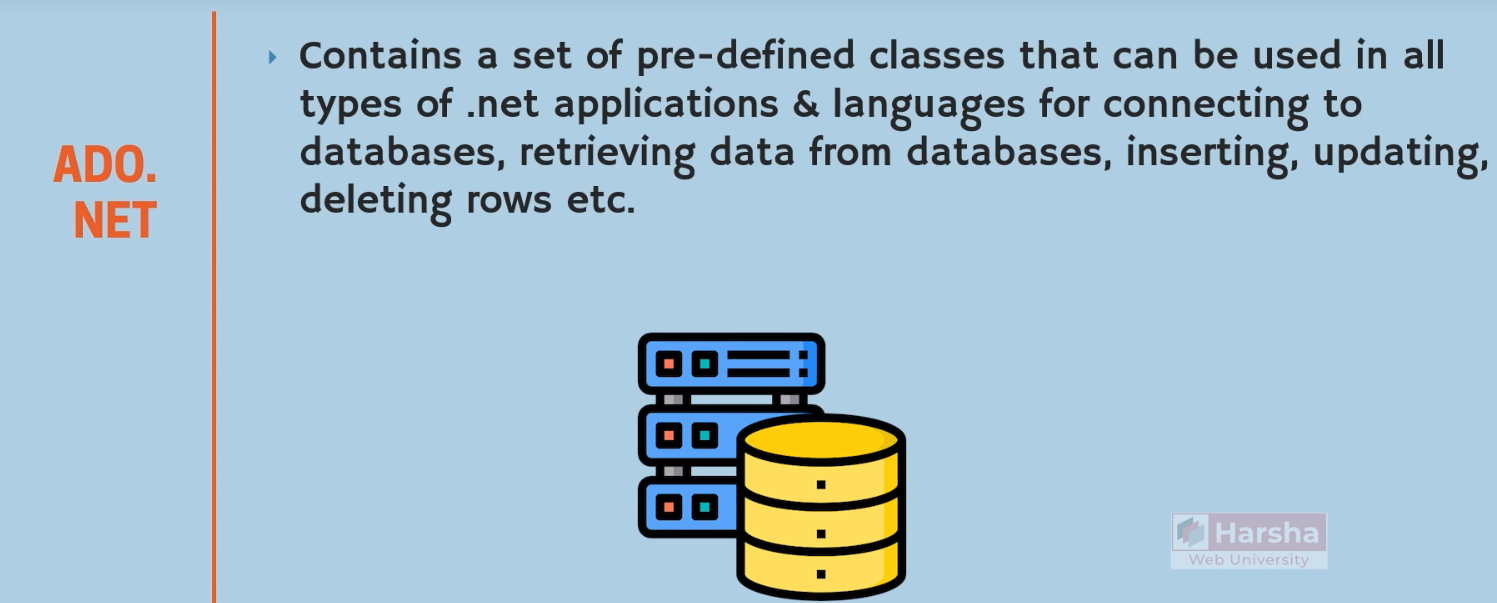 ADO.
NET
Contains a set of pre-defined classes that can be used in all
types of .net applications & languages for connecting to
databases, retrieving data from databases, inserting, updating,
deleting rows etc.
Harsha
Web University